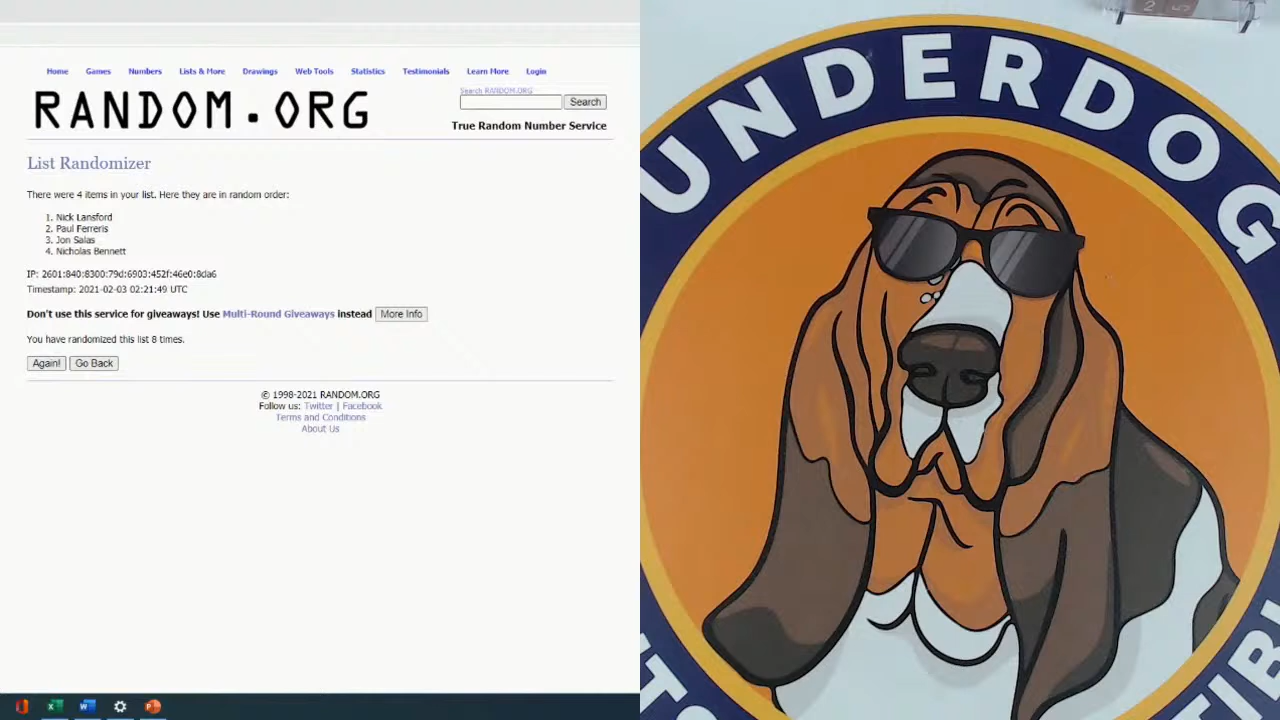 Home Games Numbers Lists & More Drawings Web Tools Statistics Testimonials Learn More Login
RANDOM.ORG
Search RANDOM.ORG
Search
True Random Number Service
List Randomizer
There were 4 items in your list. Here they are in random order:
1. Nick Lansford
2. Paul Ferreris
3. Jon Salas
4. Nicholas Bennett
IP: 2601:840:8300:79d:6903:452f:46e0:8da6
Timestamp: 2021-02-03 02:21:49 UTC
Don't use this service for giveaways! Use Multi-Round Giveaways instead More Info
You have randomized this list 8 times.
Again! Go Back
© 1998-2021 RANDOM.ORG
Follow us: Twitter | Facebook
Terms and Conditions
About Us
UNDERDOG
2